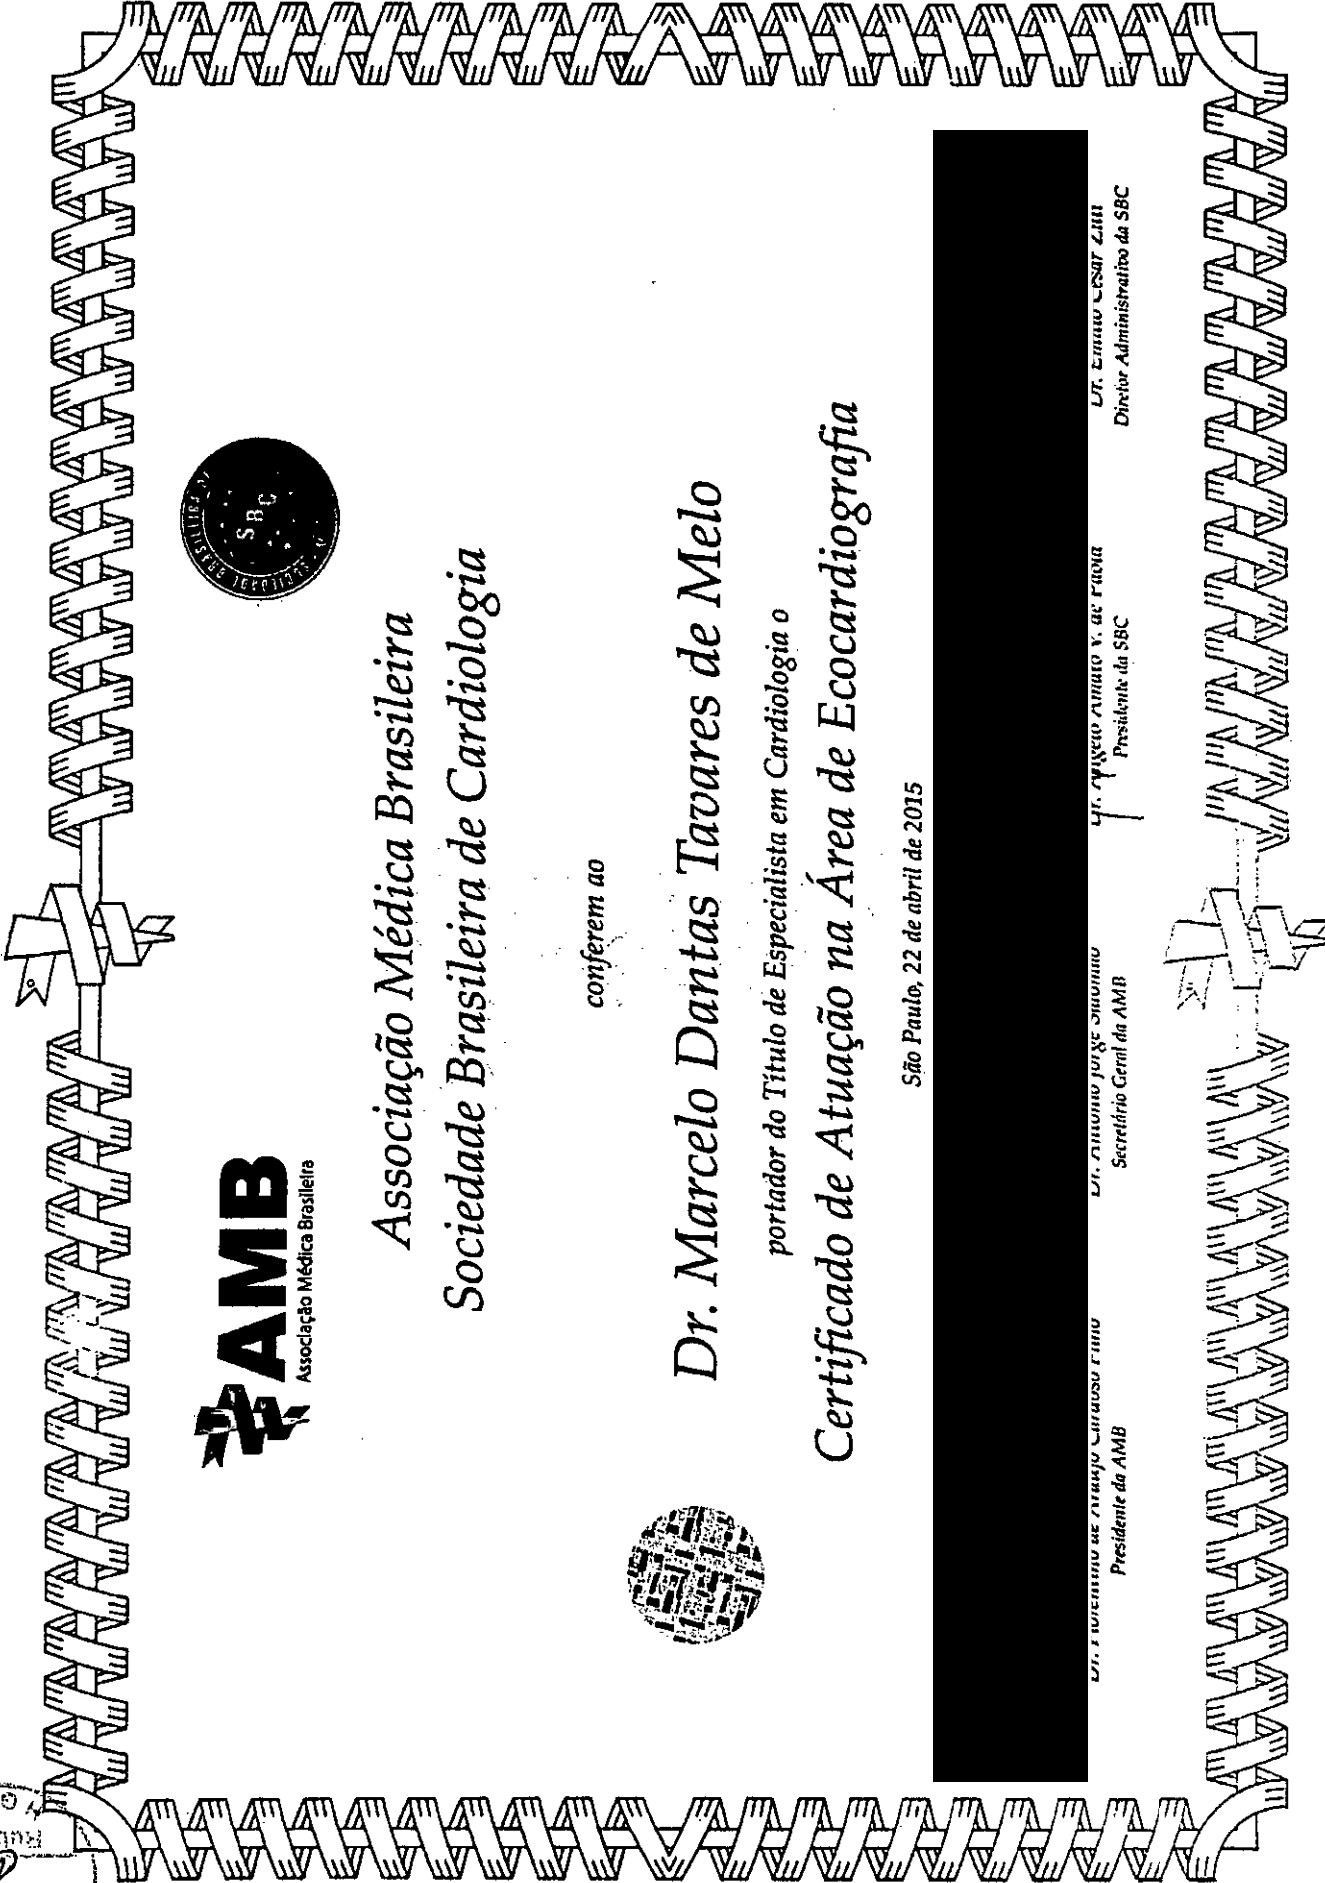 AMB
Associação Médica Brasileira
SBC
Associação Médica Brasileira
Sociedade Brasileira de Cardiologia
conferem ao
Dr. Marcelo Dantas Tavares de Melo
portador do Título de Especialista em Cardiologia o
Certificado de Atuação na Área de Ecocardiografia
São Paulo, 22 de abril de 2015
Presidente da AMB
Secretário Geral da AMB
Presidente da SBC
Diretor Administrativo da SBC